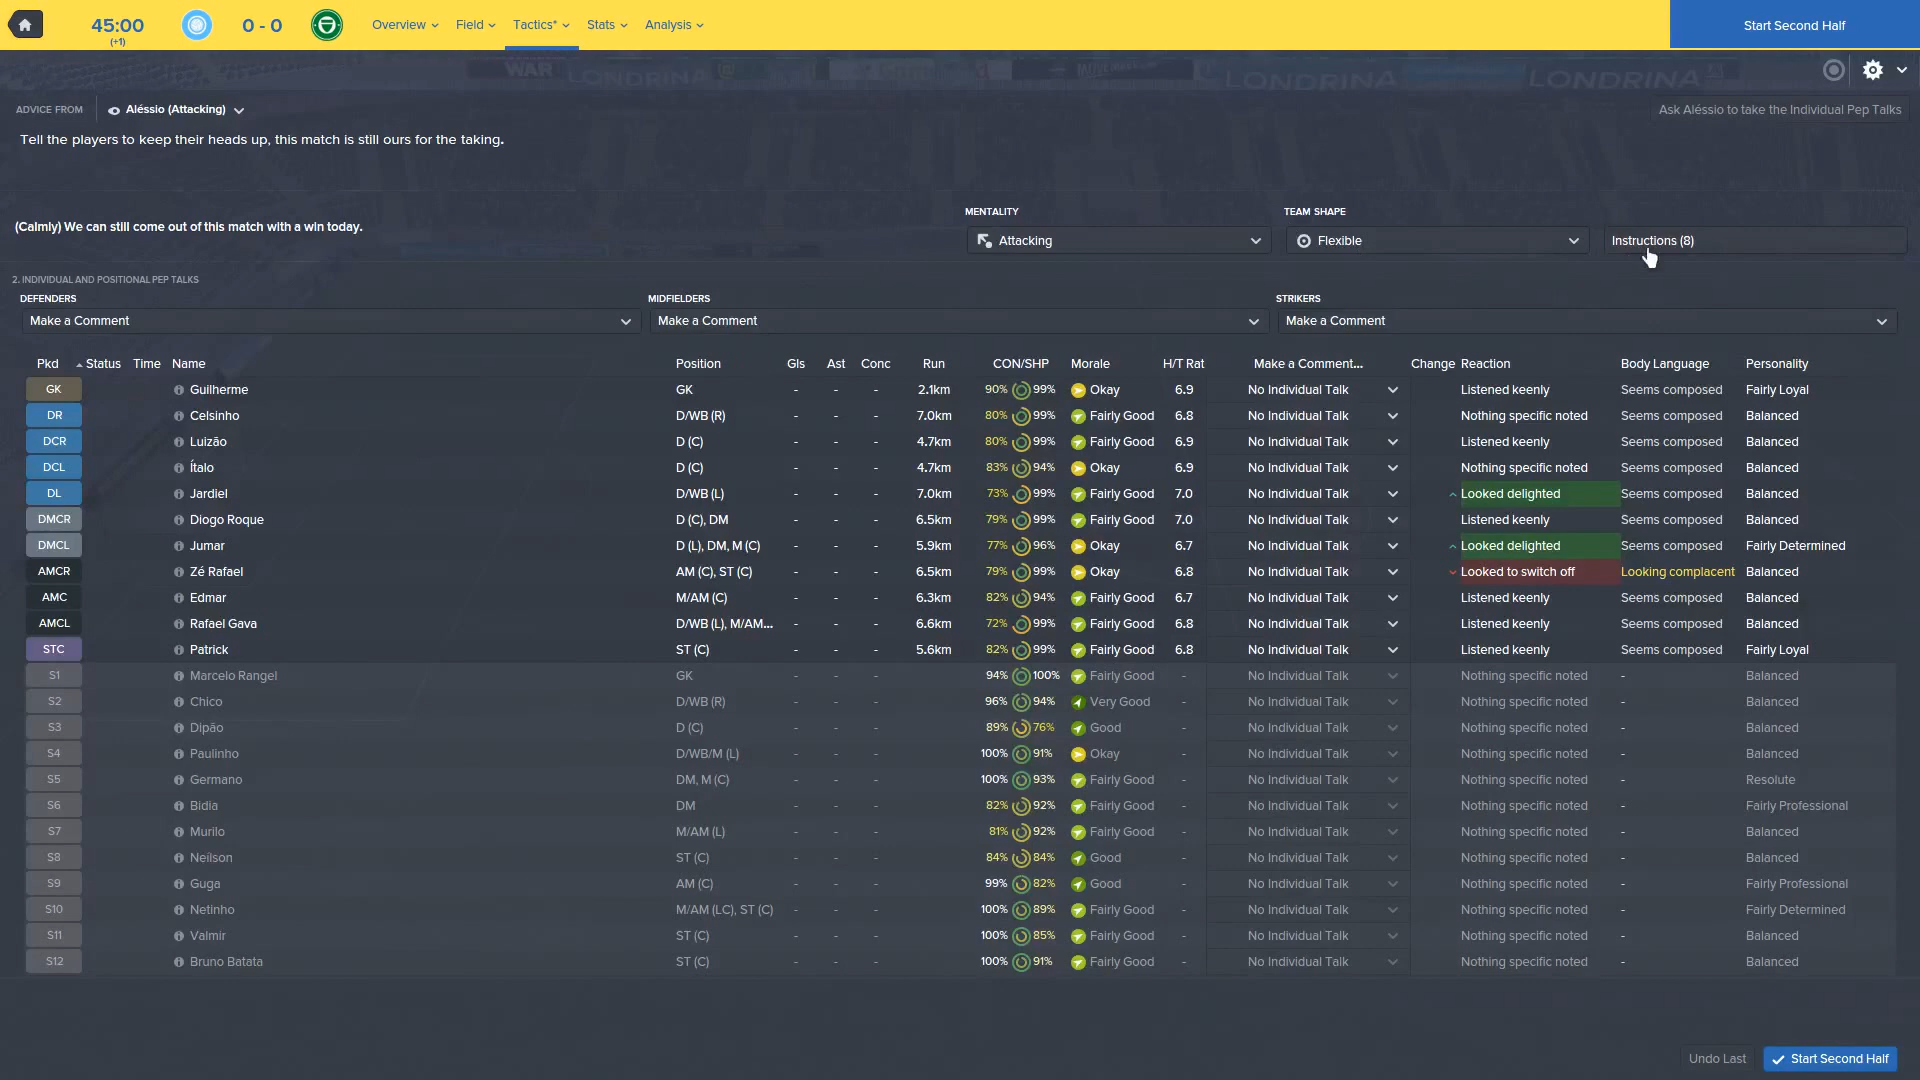 45:00
(+1)
0 - 0
Overview
Field
Tactics*
Stats
Analysis
Start Second Half
WAR LONDRINA LONDRINA LONDRINA
ADVICE FROM
Aléssio (Attacking)
Ask Aléssio to take the Individual Pep Talks
Tell the players to keep their heads up, this match is still ours for the taking.
MENTALITY
TEAM SHAPE
(Calmly) We can still come out of this match with a win today.
Attacking
Flexible
Instructions (8)
2. INDIVIDUAL AND POSITIONAL PEP TALKS
DEFENDERS
MIDFIELDERS
STRIKERS
Make a Comment
Make a Comment
Make a Comment
Pkd Status Time Name Position Gls Ast Conc Run CON/SHP Morale H/T Rat Make a Comment... Change Reaction Body Language Personality
GK Guilherme GK - - - 2.1km 90% 99% Okay 6.9 No Individual Talk Listened keenly Seems composed Fairly Loyal
DR Celsinho D/WB (R) - - - 7.0km 80% 99% Fairly Good 6.8 No Individual Talk Nothing specific noted Seems composed Balanced
DCR Luizão D (C) - - - 4.7km 80% 99% Fairly Good 6.9 No Individual Talk Listened keenly Seems composed Balanced
DCL Ítalo D (C) - - - 4.7km 83% 94% Okay 6.9 No Individual Talk Nothing specific noted Seems composed Balanced
DL Jardiel D/WB (L) - - - 7.0km 73% 99% Fairly Good 7.0 No Individual Talk Looked delighted Seems composed Balanced
DMCR Diogo Roque D (C), DM - - - 6.5km 79% 99% Fairly Good 7.0 No Individual Talk Listened keenly Seems composed Balanced
DMCL Jumar D (L), DM, M (C) - - - 5.9km 77% 96% Okay 6.7 No Individual Talk Looked delighted Seems composed Fairly Determined
AMCR Zé Rafael AM (C), ST (C) - - - 6.5km 79% 99% Okay 6.8 No Individual Talk Looked to switch off Looking complacent Balanced
AMC Edmar M/AM (C) - - - 6.3km 82% 94% Fairly Good 6.7 No Individual Talk Listened keenly Seems composed Balanced
AMCL Rafael Gava D/WB (L), M/AM... - - - 6.6km 72% 99% Fairly Good 6.8 No Individual Talk Listened keenly Seems composed Balanced
STC Patrick ST (C) - - - 5.6km 82% 99% Fairly Good 6.8 No Individual Talk Listened keenly Seems composed Fairly Loyal
S1 Marcelo Rangel GK - - - 94% 100% Fairly Good - No Individual Talk Nothing specific noted - Balanced
S2 Chico D/WB (R) - - - 96% 94% Very Good - No Individual Talk Nothing specific noted - Balanced
S3 Dipão D (C) - - - 89% 76% Good - No Individual Talk Nothing specific noted - Balanced
S4 Paulinho D/WB/M (L) - - - 100% 91% Okay - No Individual Talk Nothing specific noted - Balanced
S5 Germano DM, M (C) - - - 100% 93% Fairly Good - No Individual Talk Nothing specific noted - Resolute
S6 Bidia DM - - - 82% 92% Fairly Good - No Individual Talk Nothing specific noted - Fairly Professional
S7 Murilo M/AM (L) - - - 81% 92% Fairly Good - No Individual Talk Nothing specific noted - Balanced
S8 Neílson ST (C) - - - 84% 84% Good - No Individual Talk Nothing specific noted - Balanced
S9 Guga AM (C) - - - 99% 82% Good - No Individual Talk Nothing specific noted - Fairly Professional
S10 Netinho M/AM (LC), ST (C) - - - 100% 89% Fairly Good - No Individual Talk Nothing specific noted - Fairly Determined
S11 Valmir ST (C) - - - 100% 85% Fairly Good - No Individual Talk Nothing specific noted - Balanced
S12 Bruno Batata ST (C) - - - 100% 91% Fairly Good - No Individual Talk Nothing specific noted - Balanced
Undo Last
Start Second Half